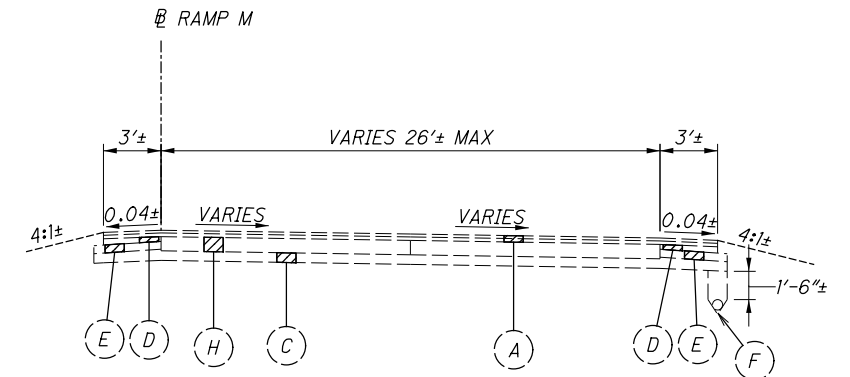 ℄ RAMP M
3'± VARIES 26'± MAX 3'±
0.04± VARIES VARIES 0.04±
4:1± 4:1±
1'-6"±
E D H C A D E F